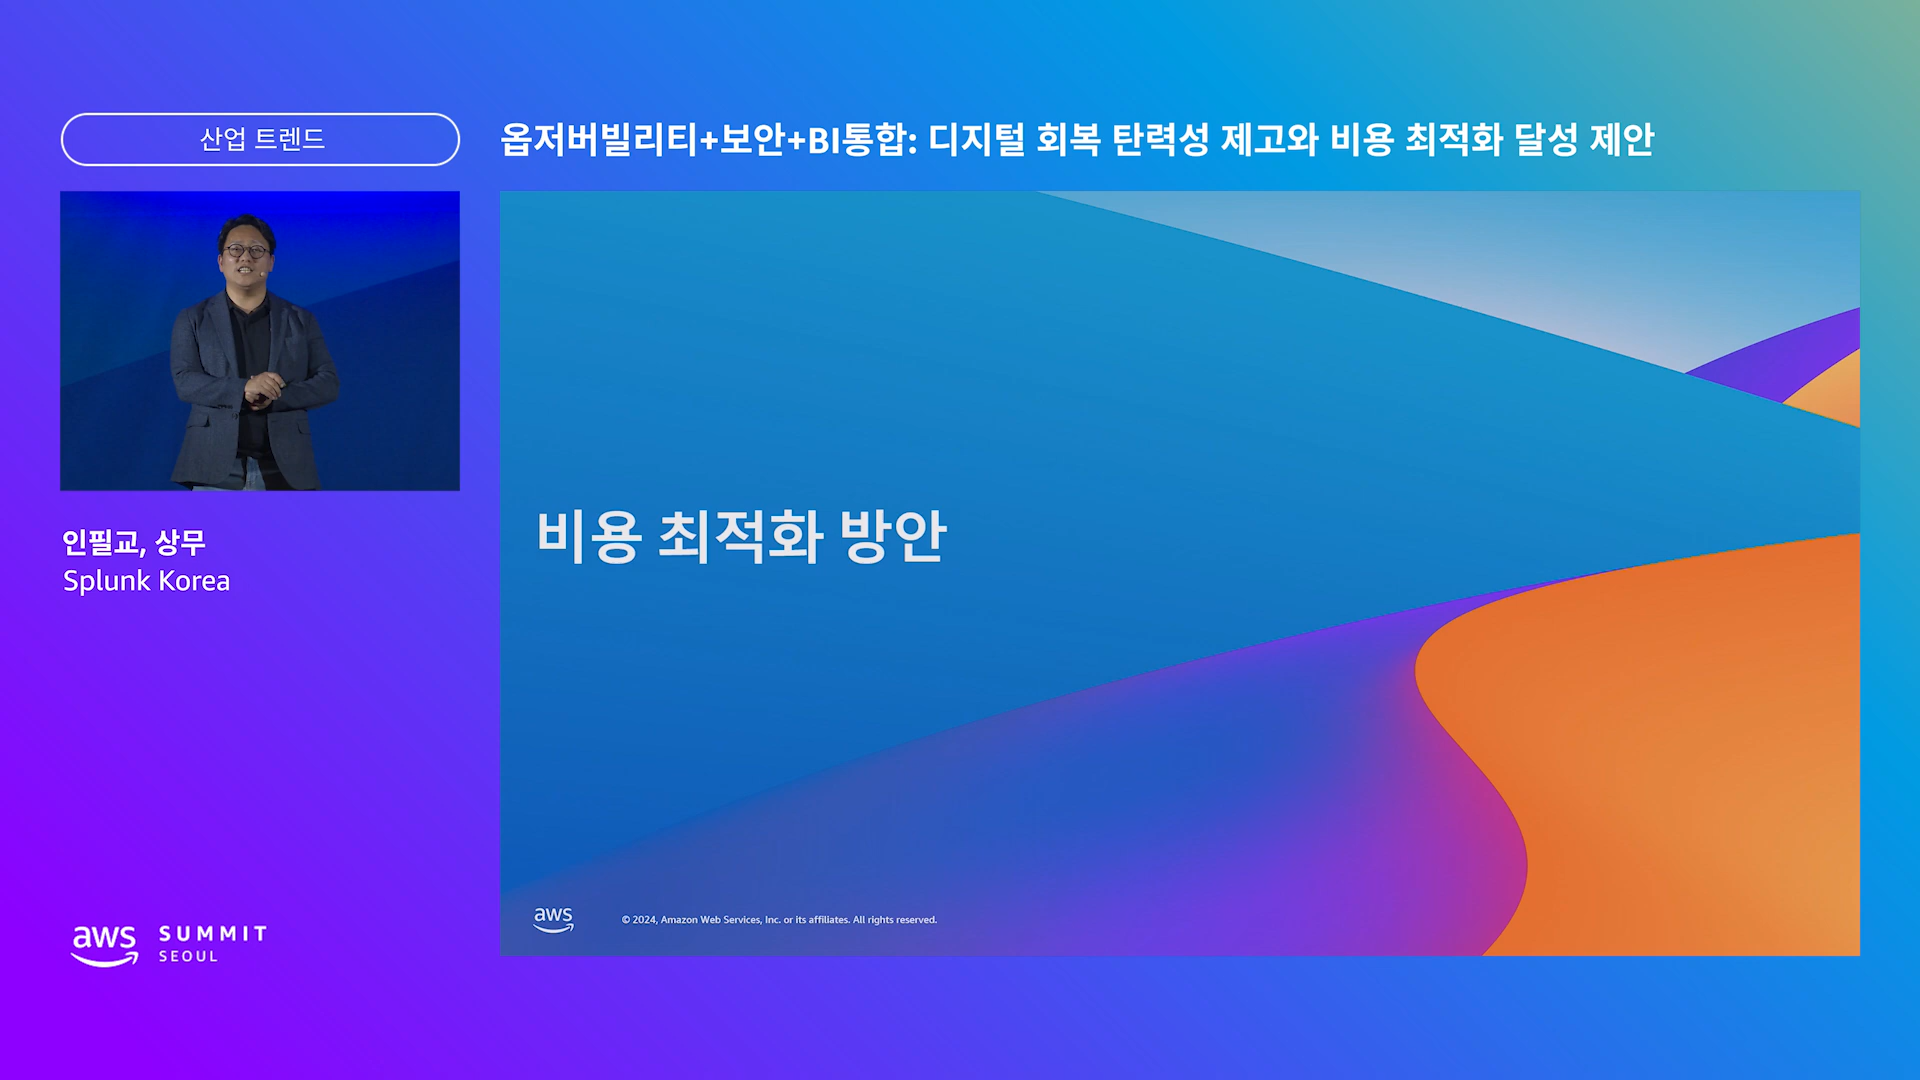 산업 트렌드
옵저버빌리티+보안+BI통합: 디지털 회복 탄력성 제고와 비용 최적화 달성 제안
인필교, 상무
Splunk Korea
비용 최적화 방안
aws
© 2024, Amazon Web Services, Inc. or its affiliates. All rights reserved.
aws SUMMIT
SEOUL